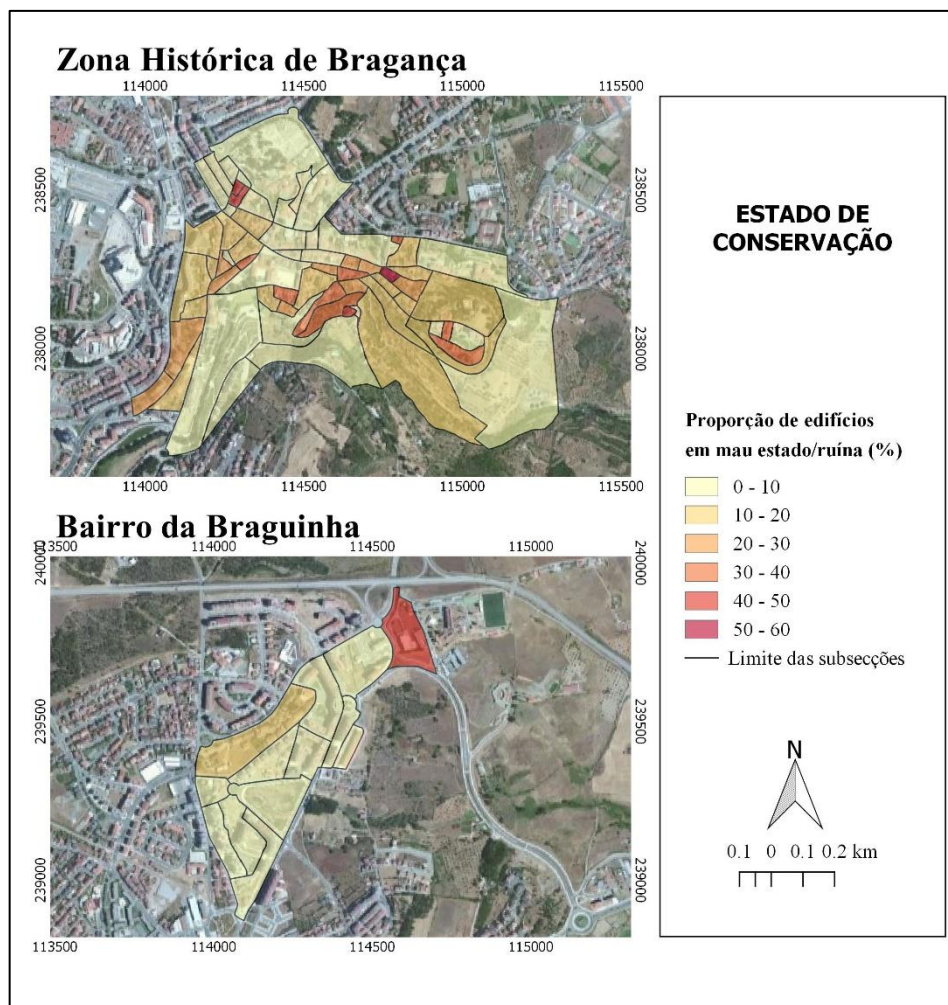 Zona Histórica de Bragança
114000 114500 115000 115500
238500 238500
238000 238000
114000 114500 115000 115500
Bairro da Braguinha
113500 114000 114500 115000
240000 240000
239500 239500
239000 239000
113500 114000 114500 115000
ESTADO DE
CONSERVAÇÃO
Proporção de edifícios
em mau estado/ruína (%)
0 - 10
10 - 20
20 - 30
30 - 40
40 - 50
50 - 60
Limite das subsecções
N
0.1 0 0.1 0.2 km